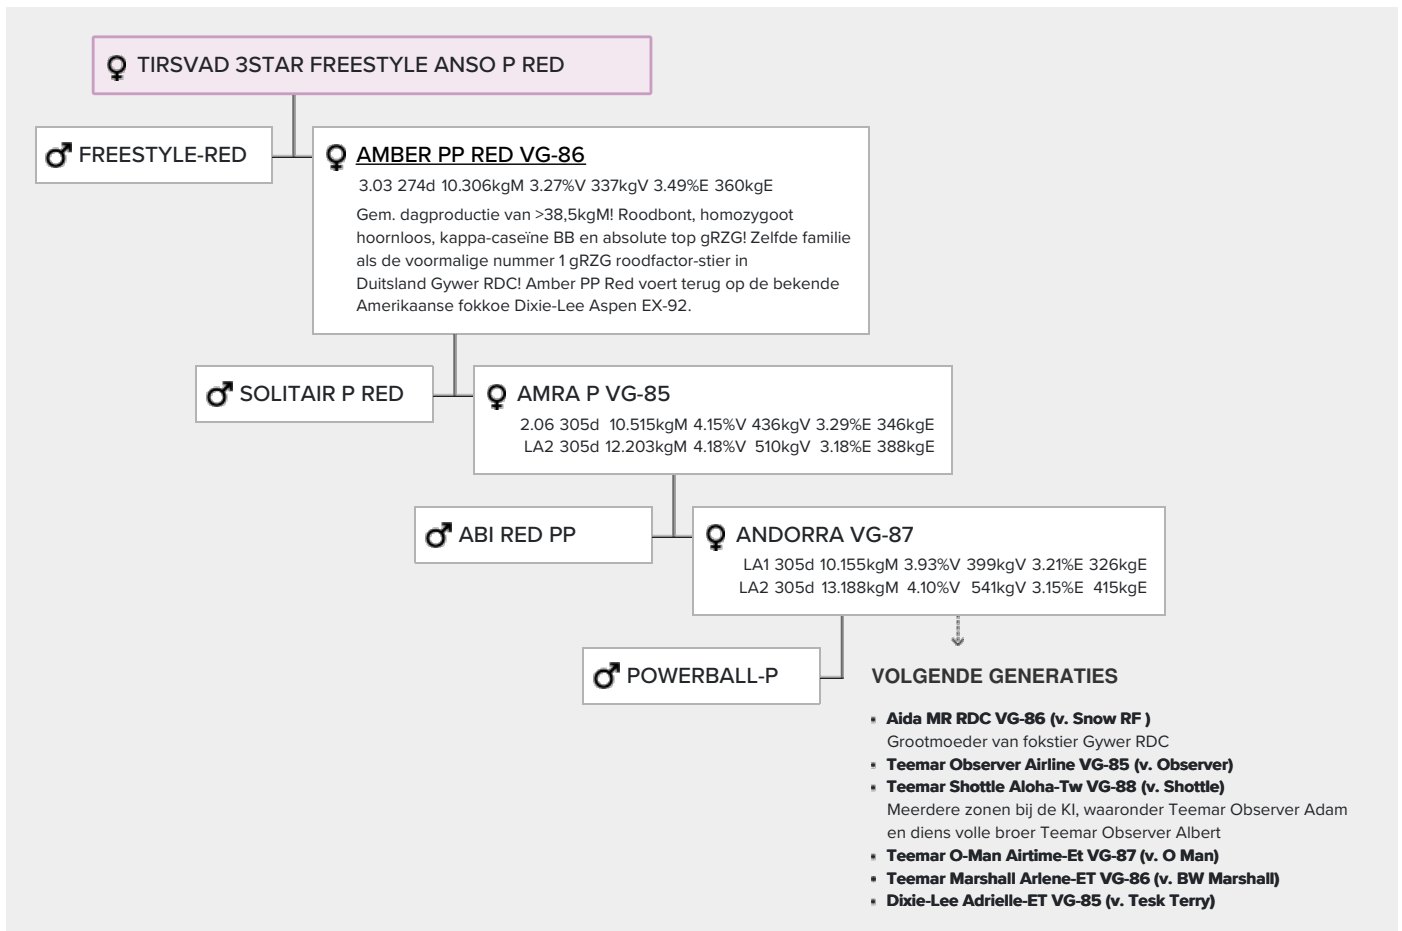 TIRSVAD 3STAR FREESTYLE ANSO P RED
FREESTYLE-RED
AMBER PP RED VG-86
3.03 274d 10.306kgM 3.27%V 337kgV 3.49%E 360kgE
Gem. dagproductie van >38,5kgM! Roodbont, homozygoot
hoornloos, kappa-caseïne BB en absolute top gRZG! Zelfde familie
als de voormalige nummer 1 gRZG roodfactor-stier in
Duitsland Gywer RDC! Amber PP Red voert terug op de bekende
Amerikaanse fokkoe Dixie-Lee Aspen EX-92.
SOLITAIR P RED
AMRA P VG-85
2.06 305d 10.515kgM 4.15%V 436kgV 3.29%E 346kgE
LA2 305d 12.203kgM 4.18%V 510kgV 3.18%E 388kgE
ABI RED PP
ANDORRA VG-87
LA1 305d 10.155kgM 3.93%V 399kgV 3.21%E 326kgE
LA2 305d 13.188kgM 4.10%V 541kgV 3.15%E 415kgE
POWERBALL-P
VOLGENDE GENERATIES
Aida MR RDC VG-86 (v. Snow RF )
Grootmoeder van fokstier Gywer RDC
Teemar Observer Airline VG-85 (v. Observer)
Teemar Shottle Aloha-Tw VG-88 (v. Shottle)
Meerdere zonen bij de KI, waaronder Teemar Observer Adam
en diens volle broer Teemar Observer Albert
Teemar O-Man Airtime-Et VG-87 (v. O Man)
Teemar Marshall Arlene-ET VG-86 (v. BW Marshall)
Dixie-Lee Adrielle-ET VG-85 (v. Tesk Terry)